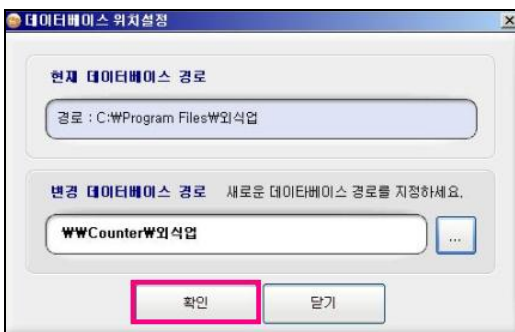 데이터베이스 위치설정
현재 데이터베이스 경로
경로 : C:₩Program Files₩외식업
변경 데이터베이스 경로 새로운 데이타베이스 경로를 지정하세요.
₩₩Counter₩외식업
...
확인
닫기